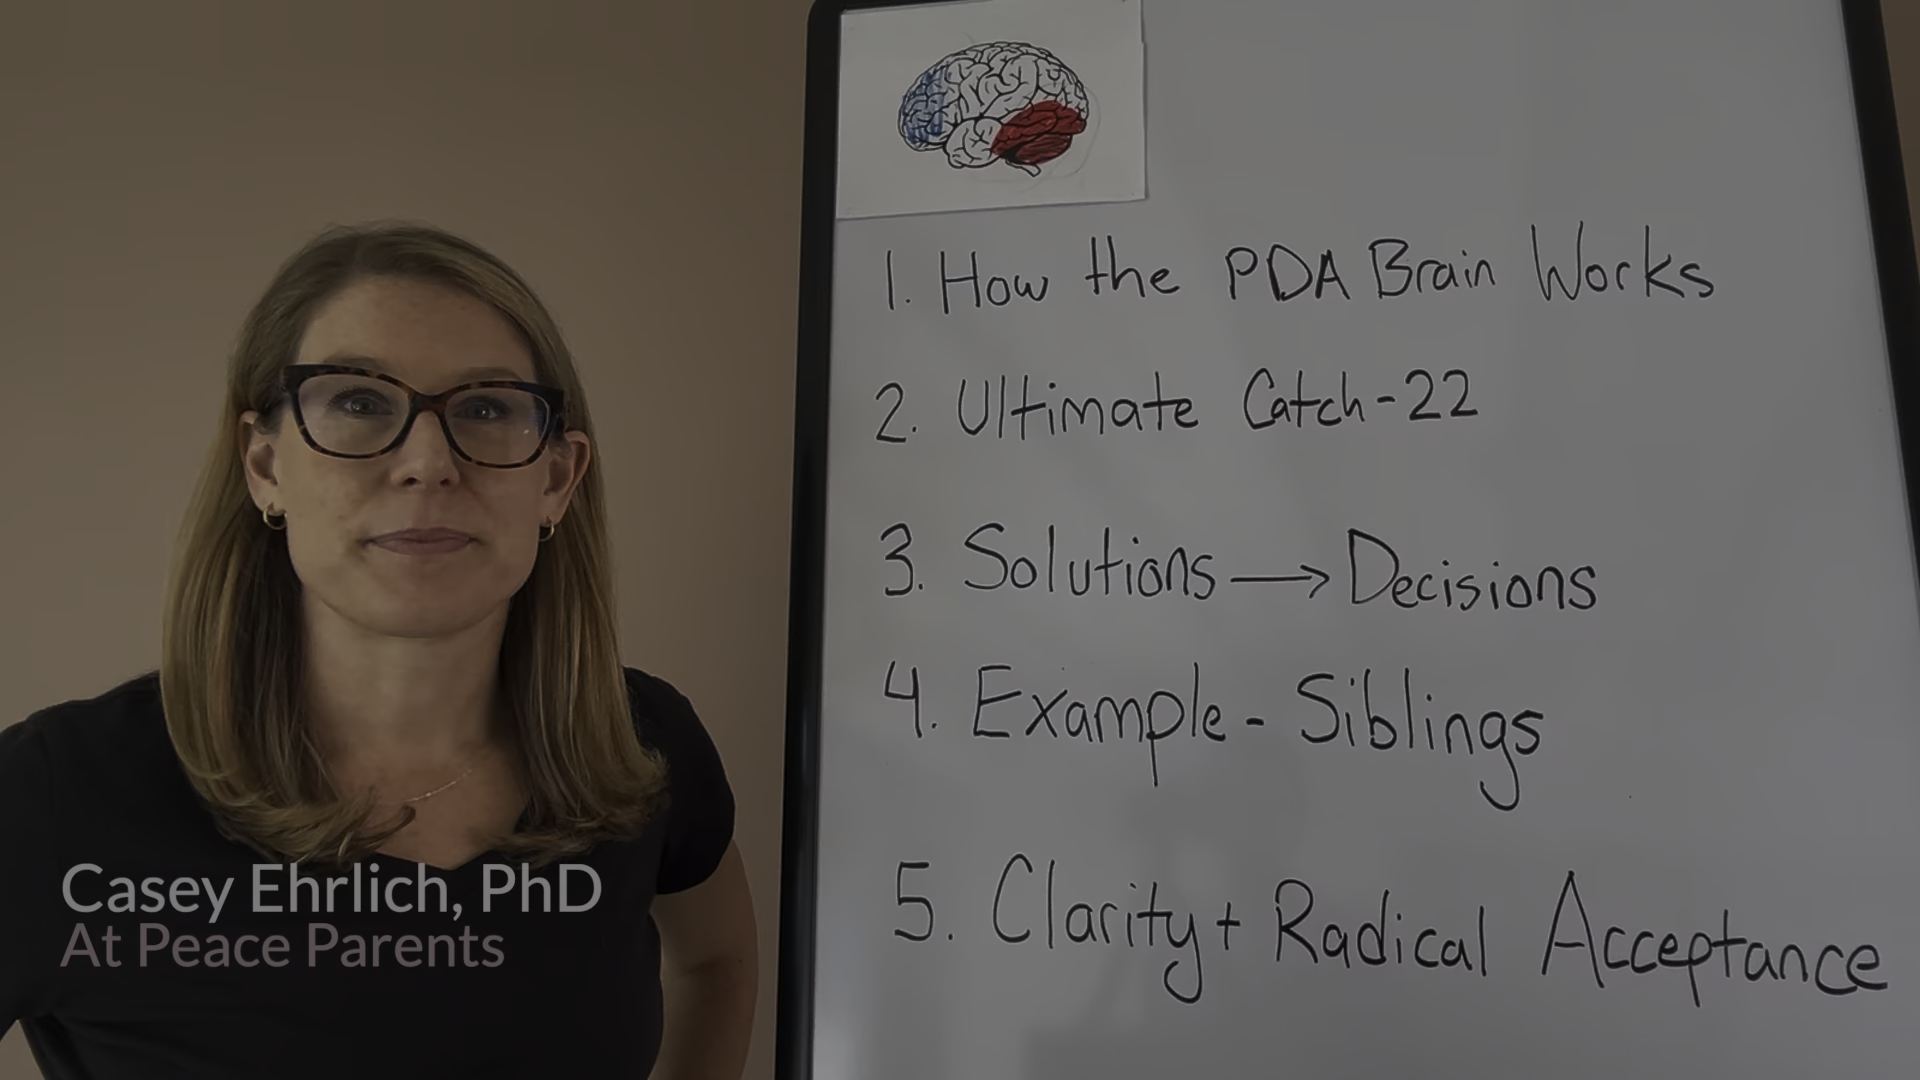 1. How the PDA Brain Works
2. Ultimate Catch-22
3. Solutions → Decisions
4. Example - Siblings
5. Clarity + Radical Acceptance
Casey Ehrlich, PhD
At Peace Parents